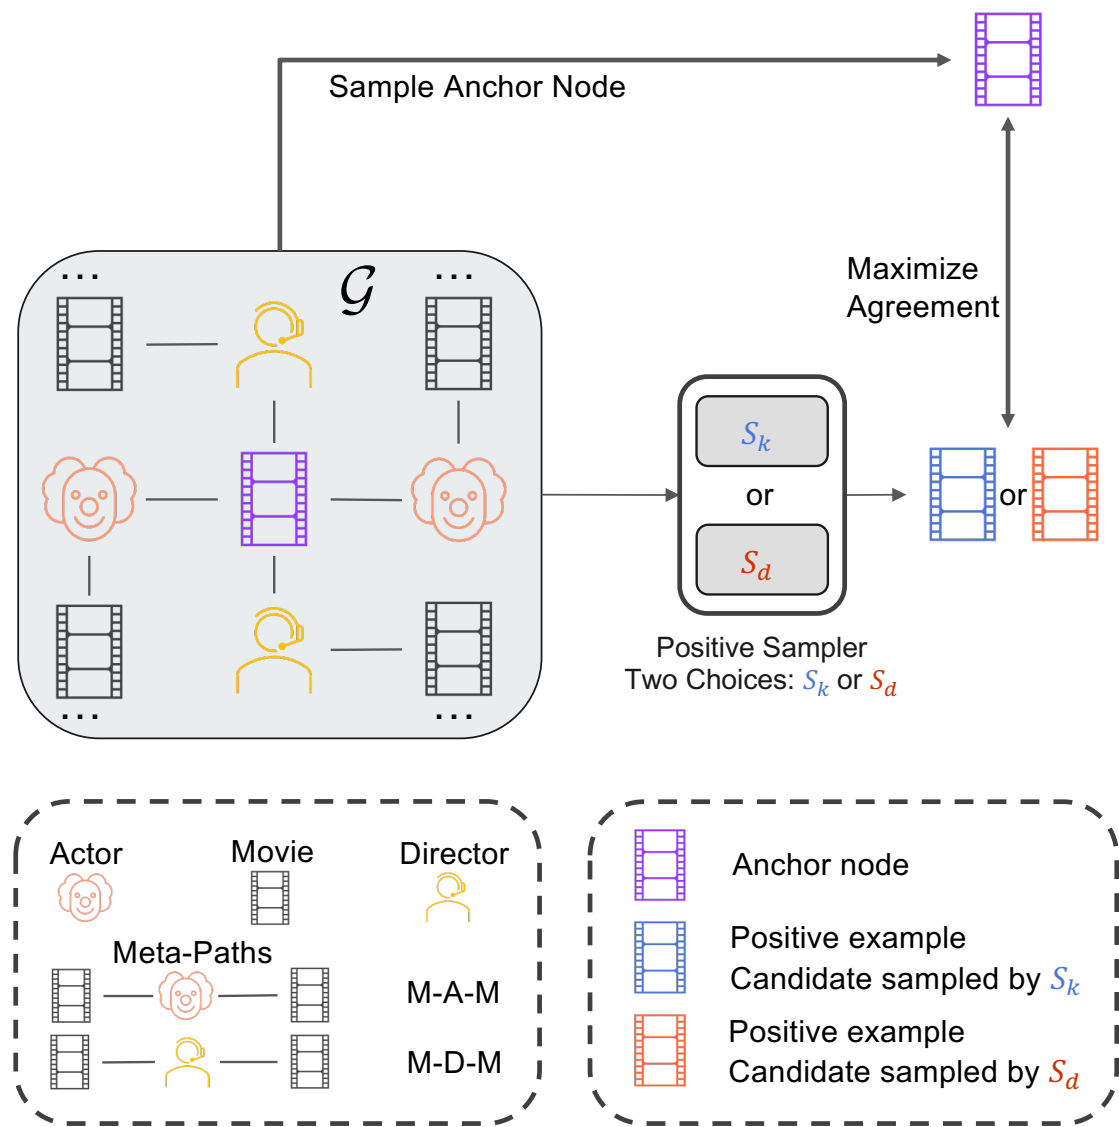 Sample Anchor Node
Maximize
Agreement
...
𝒢
...
...
...
S_k
or
S_d
or
Positive Sampler
Two Choices: S_k or S_d
Actor
Movie
Director
Meta-Paths
M-A-M
M-D-M
Anchor node
Positive example
Candidate sampled by S_k
Positive example
Candidate sampled by S_d